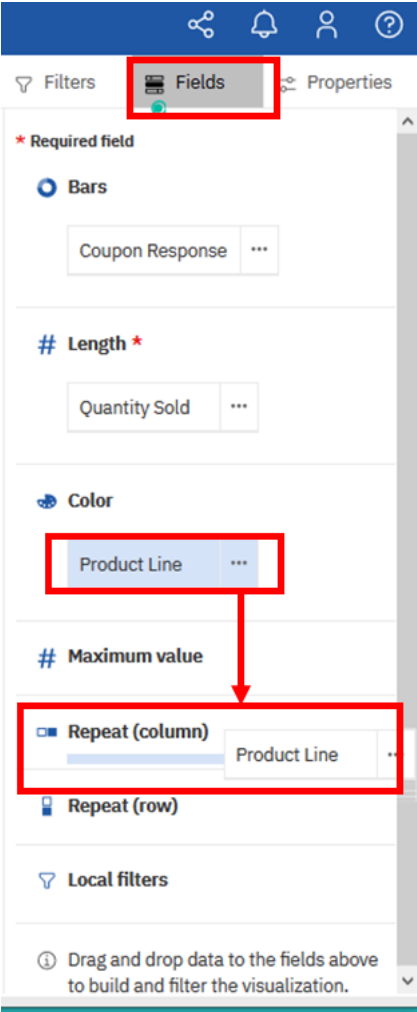 Filters Fields Properties
* Required field
Bars
Coupon Response ...
# Length *
Quantity Sold ...
Color
Product Line ...
# Maximum value
Repeat (column)
Product Line ...
Repeat (row)
Local filters
Drag and drop data to the fields above
to build and filter the visualization.